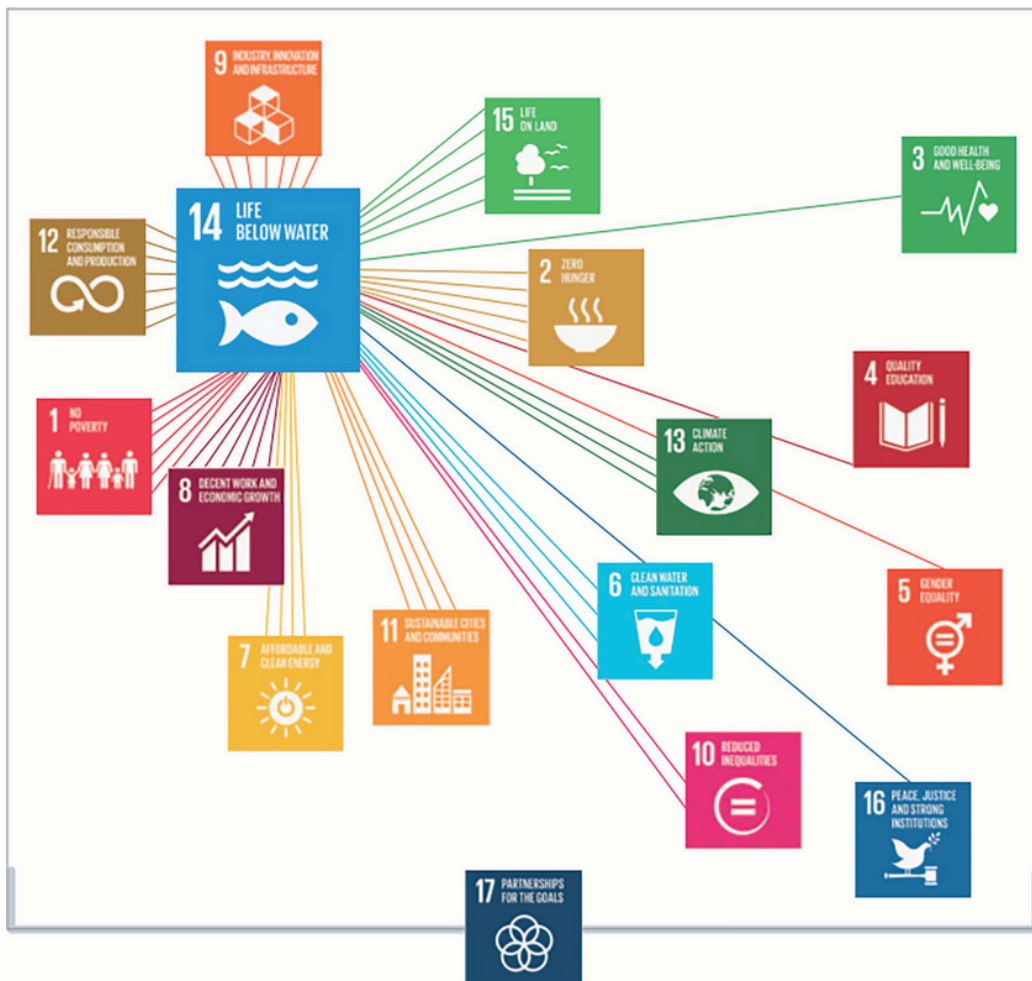 9 INDUSTRY, INNOVATION
AND INFRASTRUCTURE
15 LIFE
ON LAND
3 GOOD HEALTH
AND WELL-BEING
14 LIFE
BELOW WATER
12 RESPONSIBLE
CONSUMPTION
AND PRODUCTION
2 ZERO
HUNGER
4 QUALITY
EDUCATION
1 NO
POVERTY
13 CLIMATE
ACTION
8 DECENT WORK AND
ECONOMIC GROWTH
6 CLEAN WATER
AND SANITATION
5 GENDER
EQUALITY
11 SUSTAINABLE CITIES
AND COMMUNITIES
7 AFFORDABLE AND
CLEAN ENERGY
10 REDUCED
INEQUALITIES
16 PEACE, JUSTICE
AND STRONG
INSTITUTIONS
17 PARTNERSHIPS
FOR THE GOALS